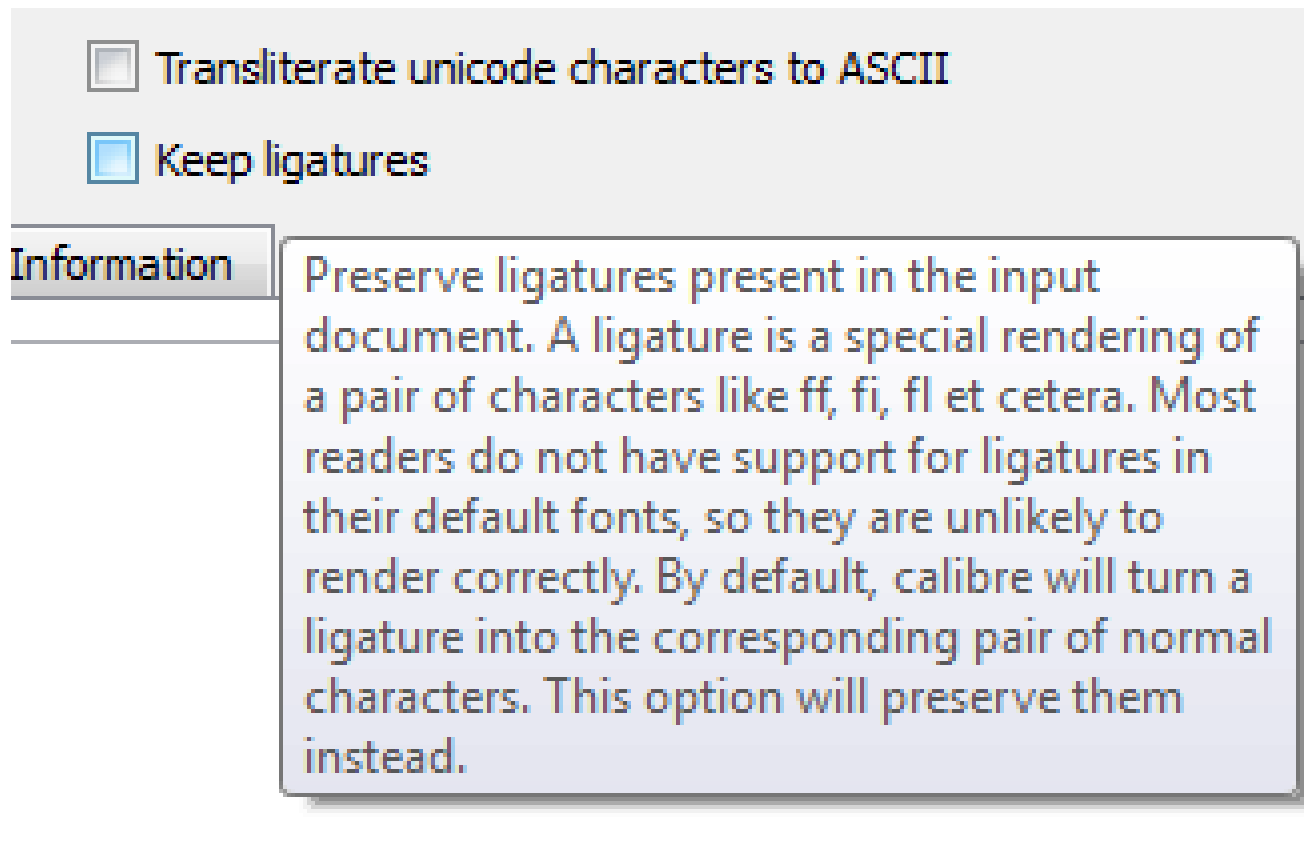 Transliterate unicode characters to ASCII
Keep ligatures
Information
Preserve ligatures present in the input
document. A ligature is a special rendering of
a pair of characters like ff, fi, fl et cetera. Most
readers do not have support for ligatures in
their default fonts, so they are unlikely to
render correctly. By default, calibre will turn a
ligature into the corresponding pair of normal
characters. This option will preserve them
instead.